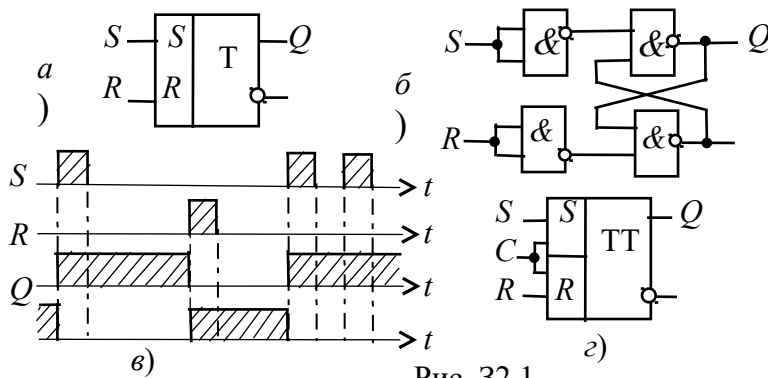 S S T Q
R R
а)
S & & Q
R & &
б)
S t
R t
Q t
t
в)
S S TT Q
C
R R
г)
Рис. 32.1